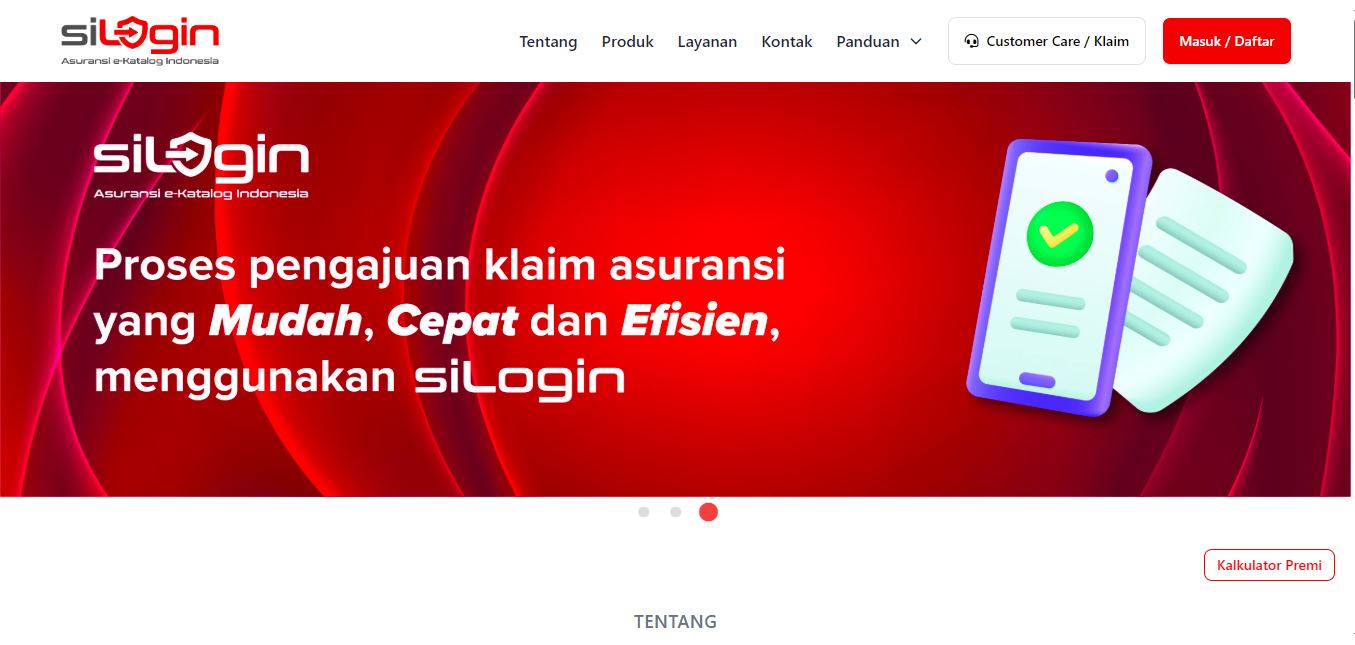 siLogin
Asuransi e-Katalog Indonesia
Tentang Produk Layanan Kontak Panduan Customer Care / Klaim Masuk / Daftar
siLogin
Asuransi e-Katalog Indonesia
Proses pengajuan klaim asuransi
yang Mudah, Cepat dan Efisien,
menggunakan siLogin
Kalkulator Premi
TENTANG